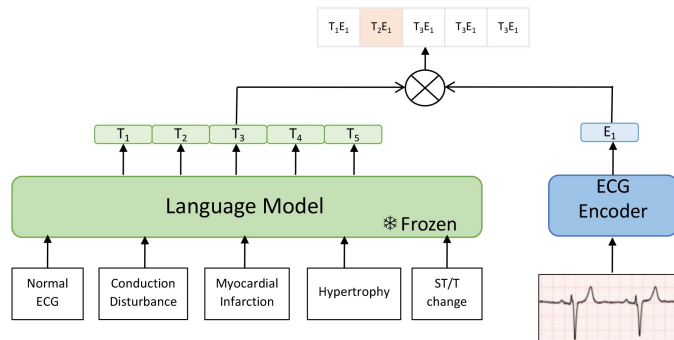 T1E1 T2E1 T3E1 T3E1 T3E1
T1 T2 T3 T4 T5
E1
Language Model
Frozen
ECG
Encoder
Normal
ECG
Conduction
Disturbance
Myocardial
Infarction
Hypertrophy
ST/T
change